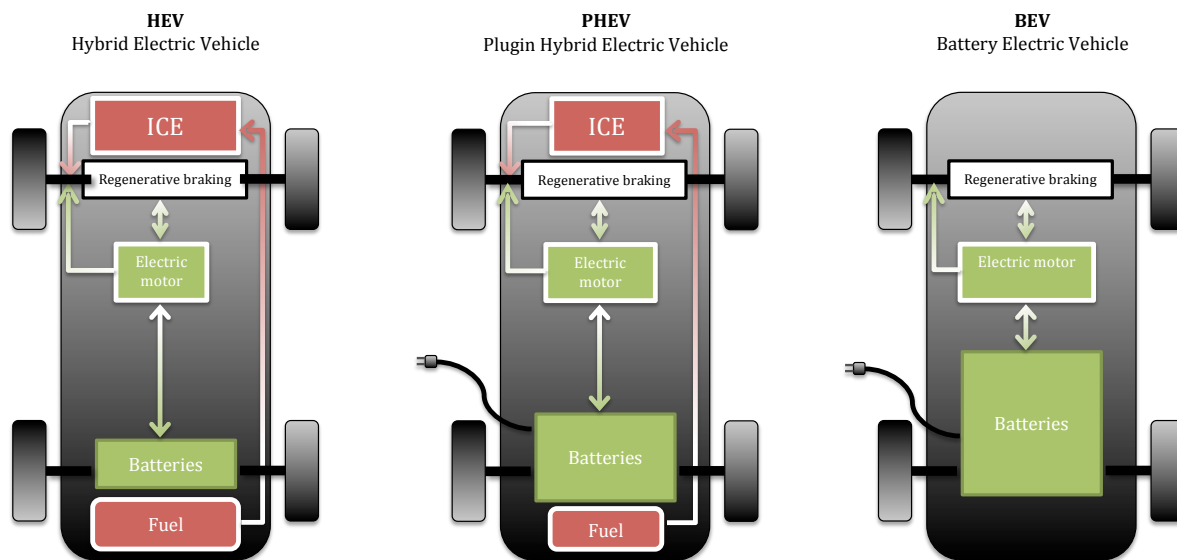 HEV
Hybrid Electric Vehicle
ICE
Regenerative braking
Electric
motor
Batteries
Fuel
PHEV
Plugin Hybrid Electric Vehicle
ICE
Regenerative braking
Electric
motor
Batteries
Fuel
BEV
Battery Electric Vehicle
Regenerative braking
Electric motor
Batteries